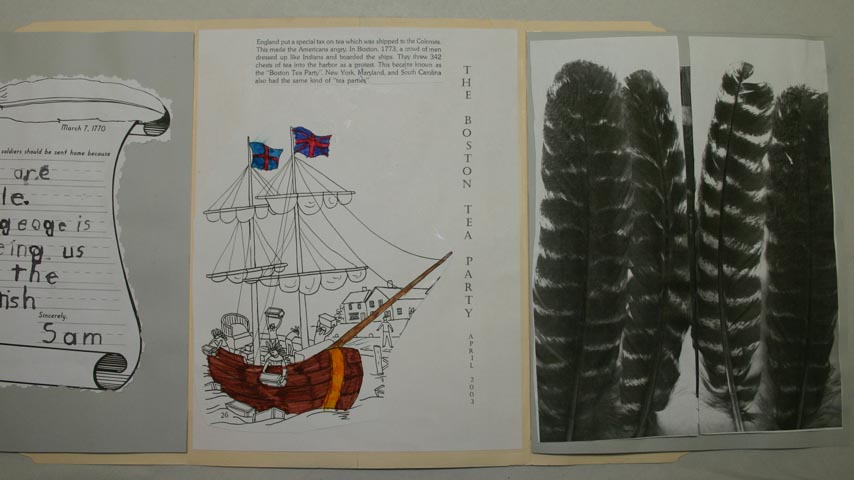 March 7, 1770
soldiers should be sent home because
are
le.
geoge is
eing us
the
tish
Sincerely,
Sam
England put a special tax on tea which was shipped to the Colonies.
This made the Americans angry. In Boston, 1773, a crowd of men
dressed up like Indians and boarded the ships. They threw 342
chests of tea into the harbor as a protest. This became known as
the "Boston Tea Party". New York, Maryland, and South Carolina
also had the same kind of "tea parties"
THE BOSTON TEA PARTY APRIL 2003
26